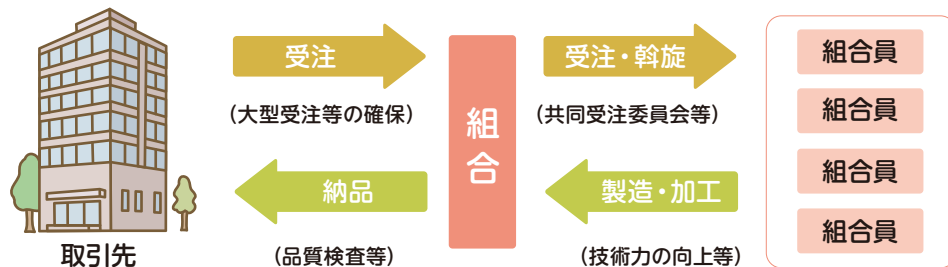 受注
(大型受注等の確保)
納品
(品質検査等)
取引先
組合
受注・斡旋
(共同受注委員会等)
製造・加工
(技術力の向上等)
組合員
組合員
組合員
組合員